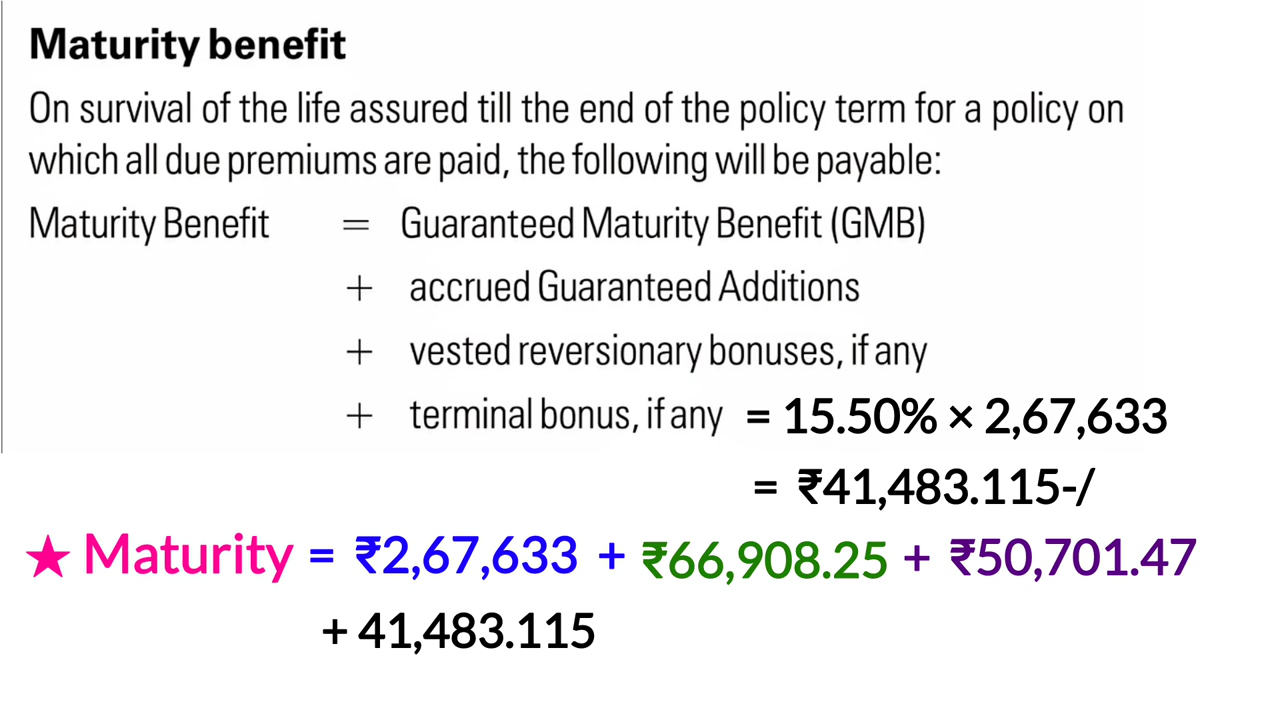 Maturity benefit
On survival of the life assured till the end of the policy term for a policy on
which all due premiums are paid, the following will be payable:
Maturity Benefit = Guaranteed Maturity Benefit (GMB)
+ accrued Guaranteed Additions
+ vested reversionary bonuses, if any
+ terminal bonus, if any = 15.50% × 2,67,633
= ₹41,483.115-/
★ Maturity = ₹2,67,633 + ₹66,908.25 + ₹50,701.47
+ 41,483.115